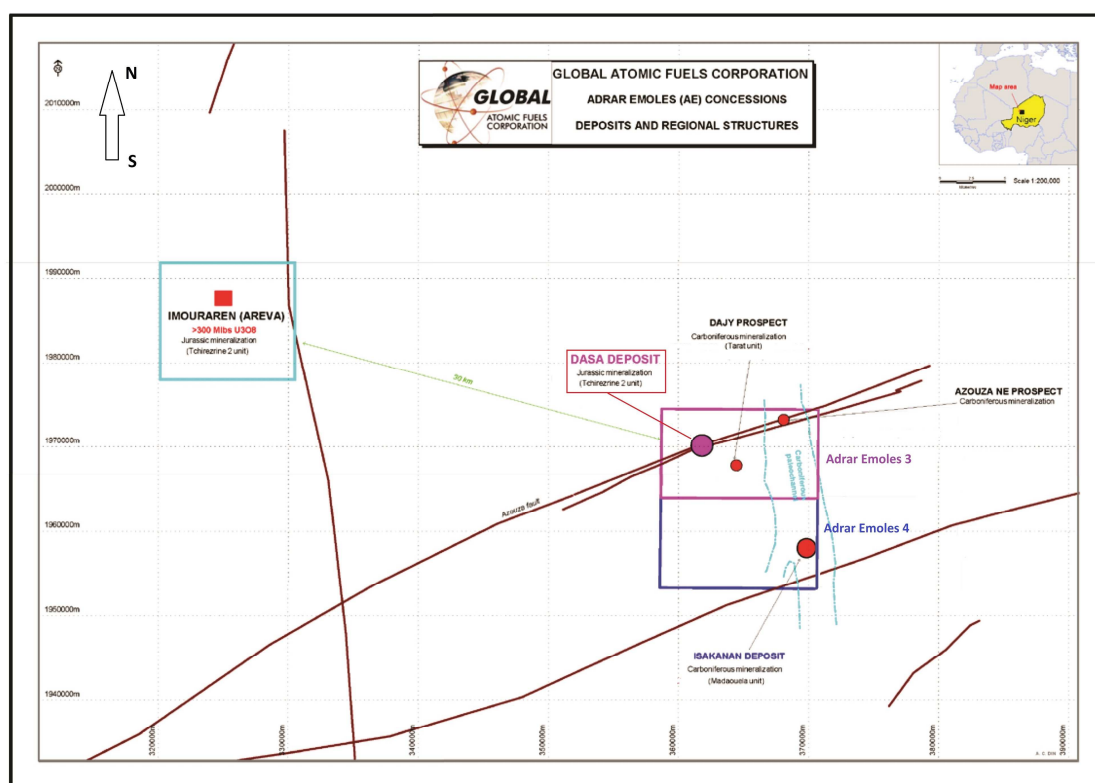 N
S
GLOBAL
ATOMIC FUELS
CORPORATION
GLOBAL ATOMIC FUELS CORPORATION
ADRAR EMOLES (AE) CONCESSIONS
DEPOSITS AND REGIONAL STRUCTURES
Map area
Niger
Scale 1:200,000
2010000m
2000000m
1990000m
1980000m
1970000m
1960000m
1950000m
1940000m
IMOURAREN (AREVA)
>300 Mlbs U3O8
Jurassic mineralization
(Tchirezrine 2 unit)
DAJY PROSPECT
Carboniferous mineralization
(Tarat unit)
DASA DEPOSIT
Jurassic mineralization
(Tchirezrine 2 unit)
AZOUZA NE PROSPECT
Carboniferous mineralization
Adrar Emoles 3
Carboniferous
paleochannel
Azouza fault
Adrar Emoles 4
ISAKANAN DEPOSIT
Carboniferous mineralization
(Madaouela unit)
320000m
330000m
340000m
350000m
360000m
370000m
380000m
390000m